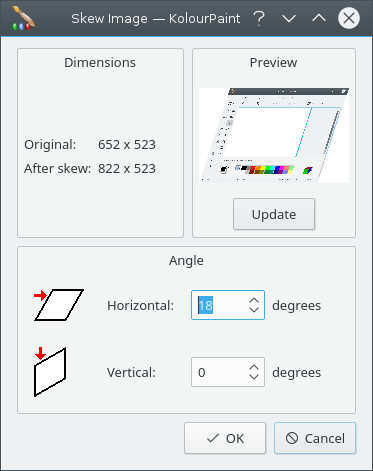 Skew Image — KolourPaint
Dimensions
Original: 652 x 523
After skew: 822 x 523
Preview
Update
Angle
Horizontal: 18 degrees
Vertical: 0 degrees
OK
Cancel